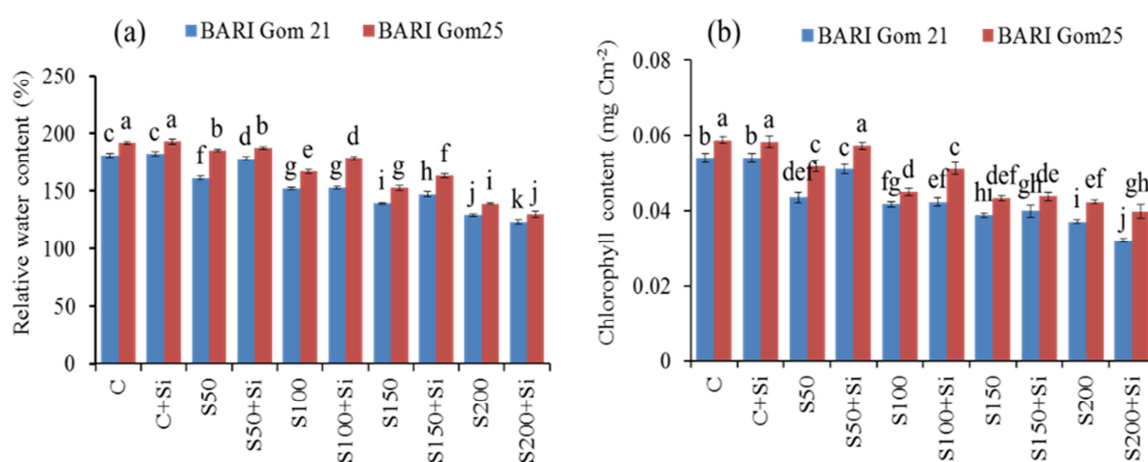 (a)
BARI Gom 21 BARI Gom25
Relative water content (%)
250
200
150
100
50
0
c a c a f b d b g e g d i g h f j i k j
C C+Si S50 S50+Si S100 S100+Si S150 S150+Si S200 S200+Si
(b)
BARI Gom 21 BARI Gom25
Chlorophyll content (mg Cm-2)
0.08
0.06
0.04
0.02
0
b a b a def c c a fg d ef c hi def gh de i ef j gh
C C+Si S50 S50+Si S100 S100+Si S150 S150+Si S200 S200+Si